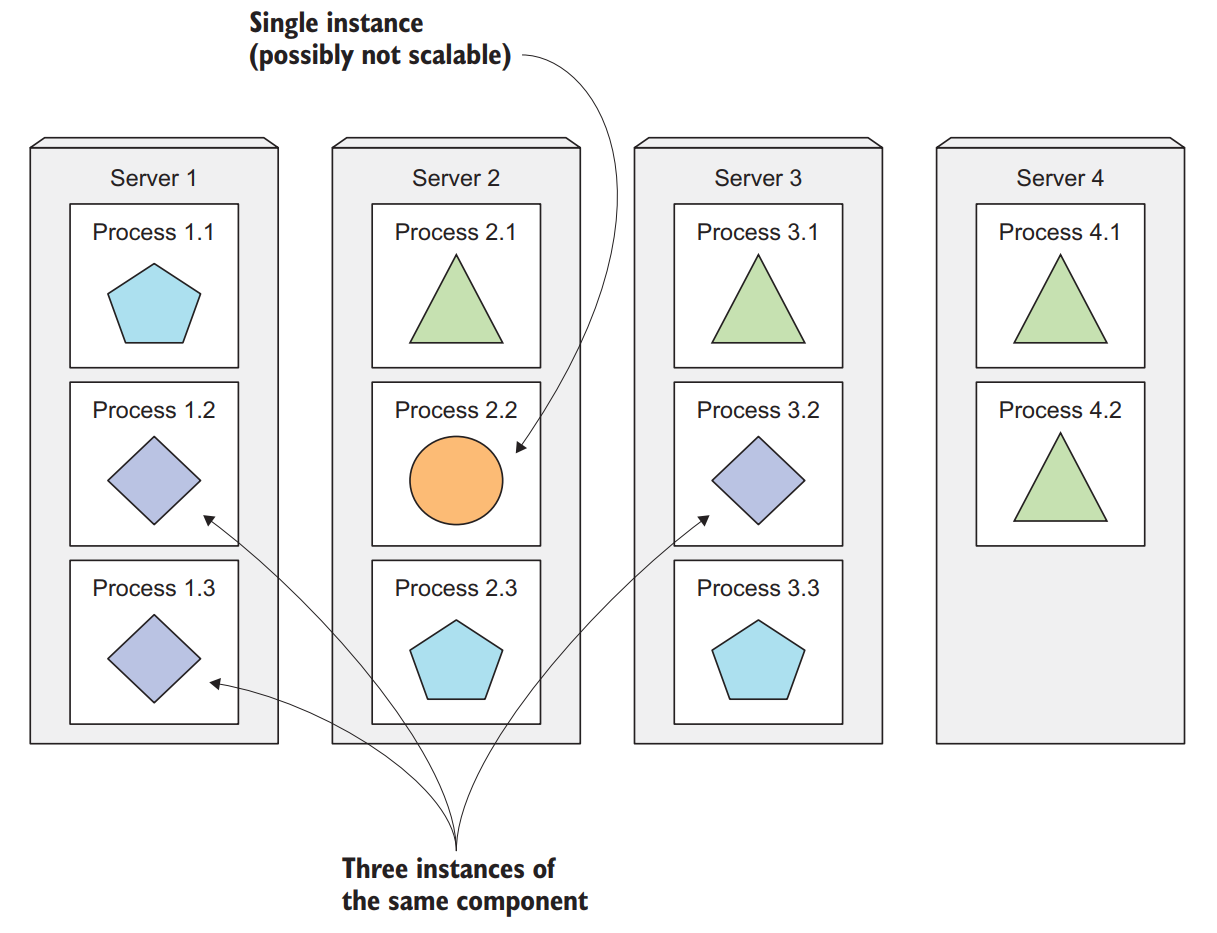 Single instance
(possibly not scalable)
Server 1
Process 1.1
Process 1.2
Process 1.3
Server 2
Process 2.1
Process 2.2
Process 2.3
Server 3
Process 3.1
Process 3.2
Process 3.3
Server 4
Process 4.1
Process 4.2
Three instances of
the same component